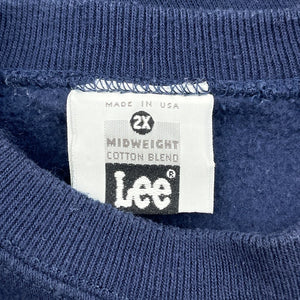 MADE IN USA
2X
MIDWEIGHT
COTTON BLEND
Lee®